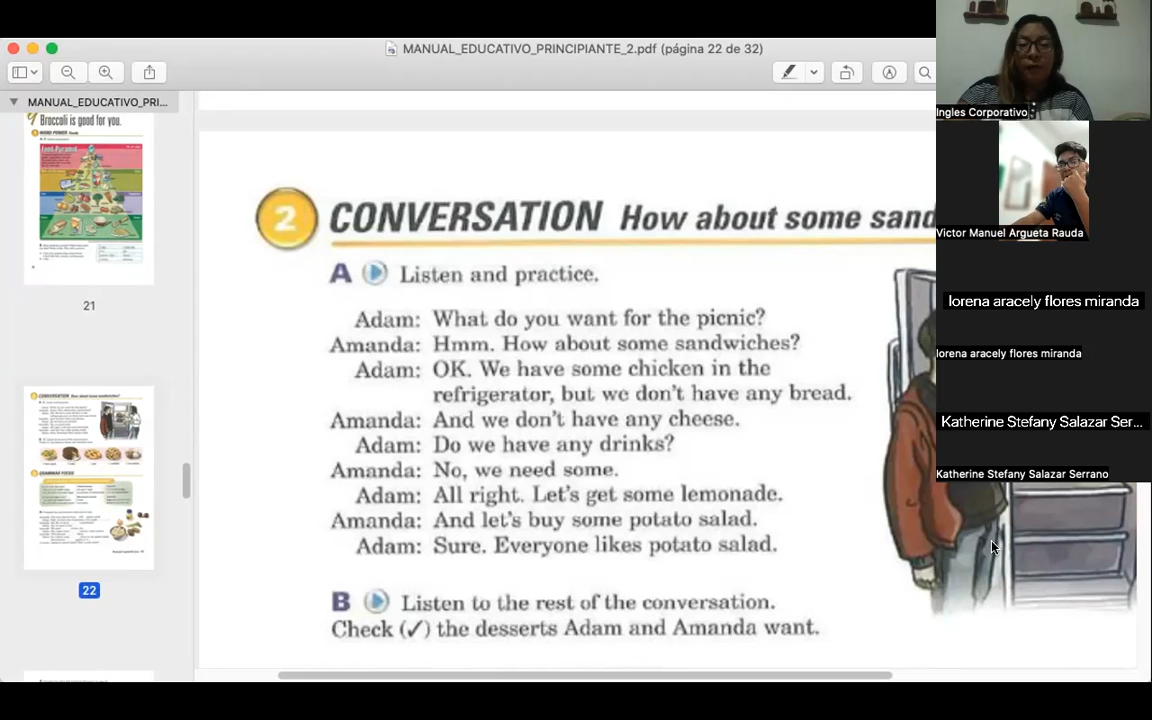 MANUAL_EDUCATIVO_PRINCIPIANTE_2.pdf (página 22 de 32)
MANUAL_EDUCATIVO_PRI...
Broccoli is good for you.
21
22
2 CONVERSATION How about some sand
A Listen and practice.
Adam: What do you want for the picnic?
Amanda: Hmm. How about some sandwiches?
Adam: OK. We have some chicken in the
refrigerator, but we don't have any bread.
Amanda: And we don't have any cheese.
Adam: Do we have any drinks?
Amanda: No, we need some.
Adam: All right. Let's get some lemonade.
Amanda: And let's buy some potato salad.
Adam: Sure. Everyone likes potato salad.
B Listen to the rest of the conversation.
Check (✓) the desserts Adam and Amanda want.
Ingles Corporativo
Victor Manuel Argueta Rauda
lorena aracely flores miranda
lorena aracely flores miranda
Katherine Stefany Salazar Ser...
Katherine Stefany Salazar Serrano